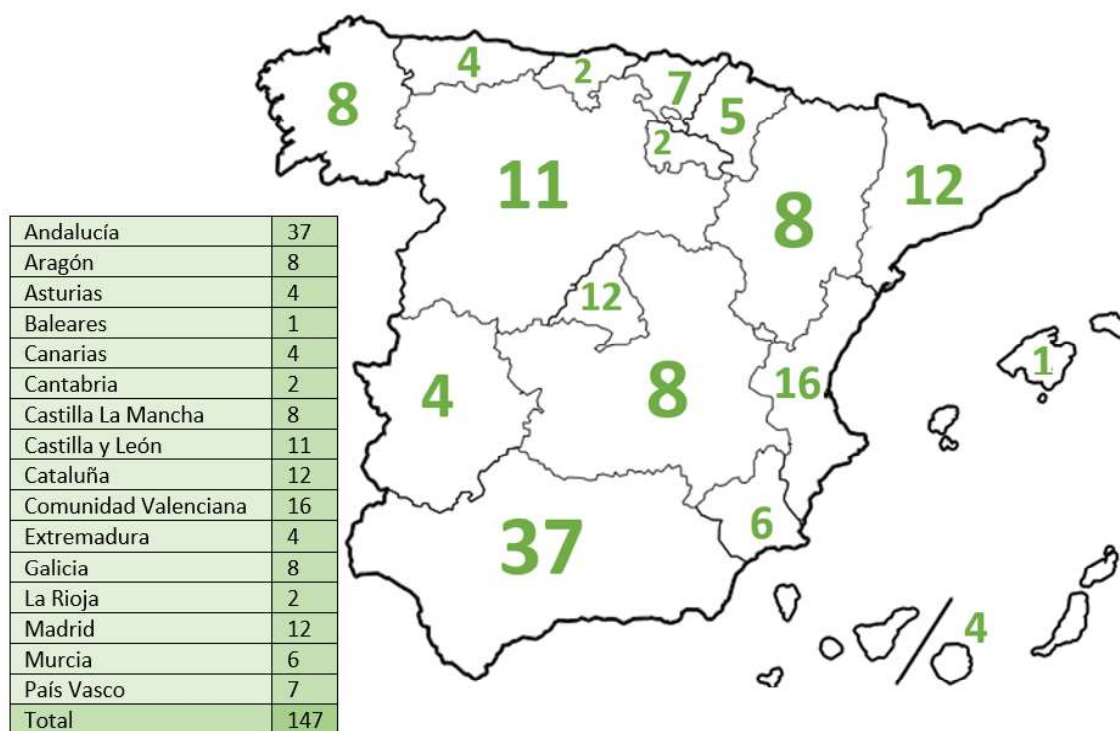 4
2
7
8
5
2
11
12
8
Andalucía 37
Aragón 8
Asturias 4
Baleares 1
Canarias 4
Cantabria 2
Castilla La Mancha 8
Castilla y León 11
Cataluña 12
Comunidad Valenciana 16
Extremadura 4
Galicia 8
La Rioja 2
Madrid 12
Murcia 6
País Vasco 7
Total 147
12
1
4
8
16
37
6
4